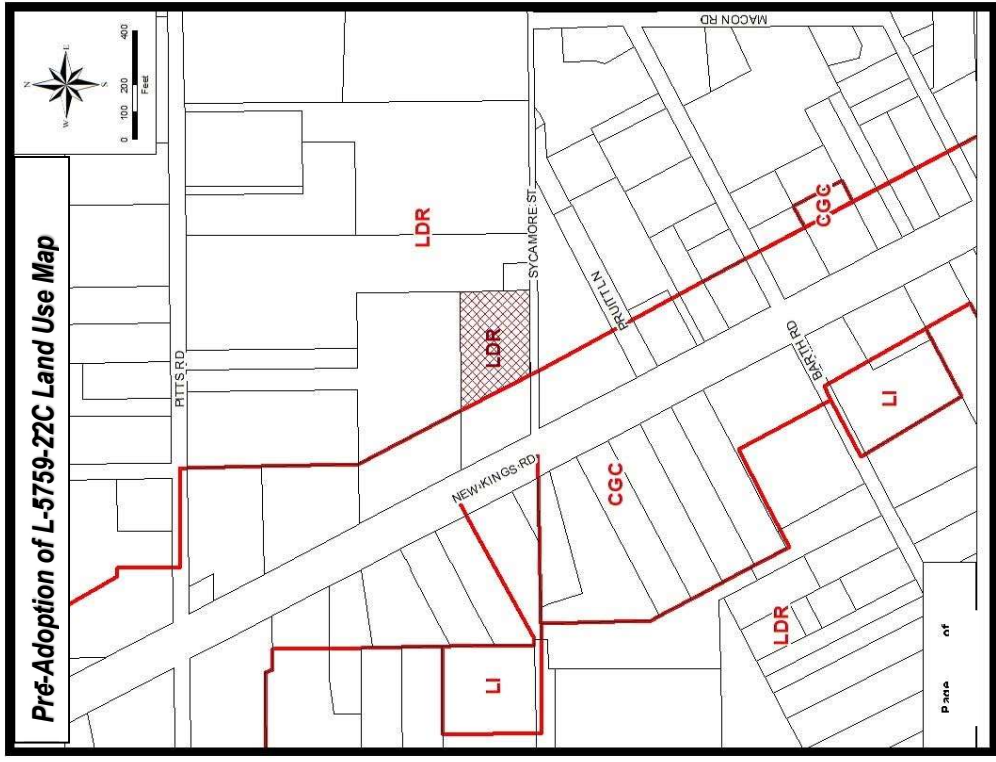 Pre-Adoption of L-5759-22C Land Use Map
N
E
S
W
0 100 200 400
Feet
MACON RD
PITTS RD
LDR
LDR
SYCAMORE ST
PRUITT LN
CGC
NEW KINGS RD
BARTH RD
CGC
LI
LI
LDR
Page of